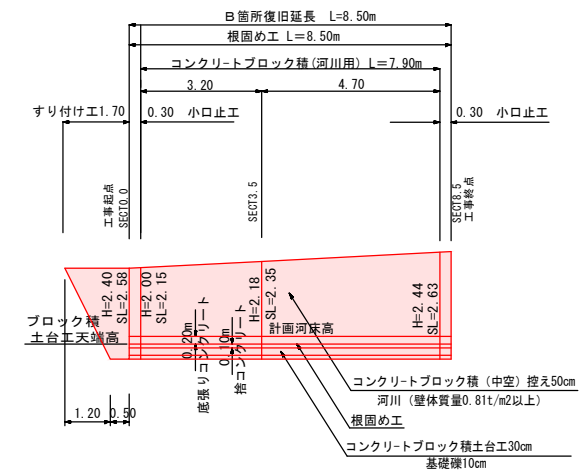 B箇所復旧延長 L=8.50m
根固め工 L=8.50m
コンクリートブロック積(河川用) L=7.90m
3.20
4.70
すり付け工1.70
0.30 小口止工
0.30 小口止工
工事起点
SECT0.0
SECT3.5
SECT8.5
工事終点
H=2.40
SL=2.58
H=2.00
SL=2.15
H=2.18
SL=2.35
H=2.44
SL=2.63
ブロック積
土台工天端高
0.20m
底張りコンクリート
0.10m
捨コンクリート
計画河床高
コンクリートブロック積(中空)控え50cm
河川(壁体質量0.81t/m2以上)
根固め工
コンクリートブロック積土台工30cm
基礎礫10cm
1.20
0.50